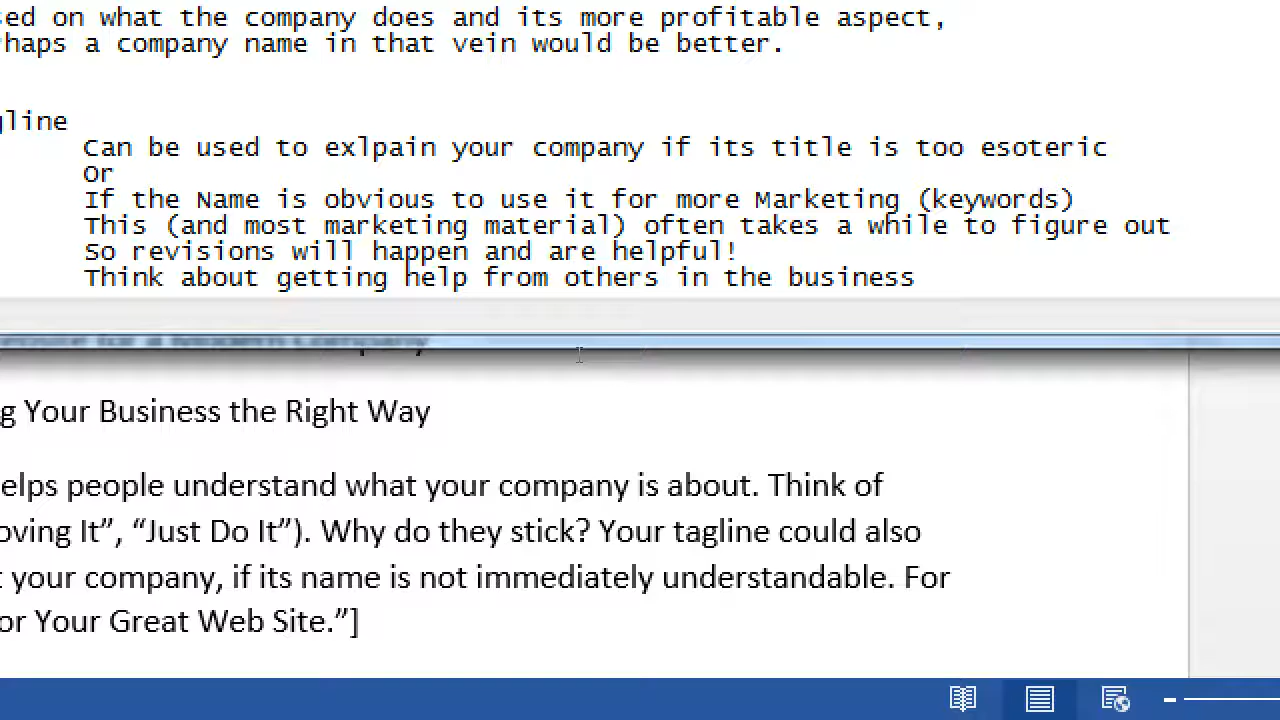 ed on what the company does and its more profitable aspect,
haps a company name in that vein would be better.
gline
Can be used to exlpain your company if its title is too esoteric
Or
If the Name is obvious to use it for more Marketing (keywords)
This (and most marketing material) often takes a while to figure out
So revisions will happen and are helpful!
Think about getting help from others in the business
company
g Your Business the Right Way
elps people understand what your company is about. Think of
oving It”, “Just Do It”). Why do they stick? Your tagline could also
t your company, if its name is not immediately understandable. For
or Your Great Web Site.”]